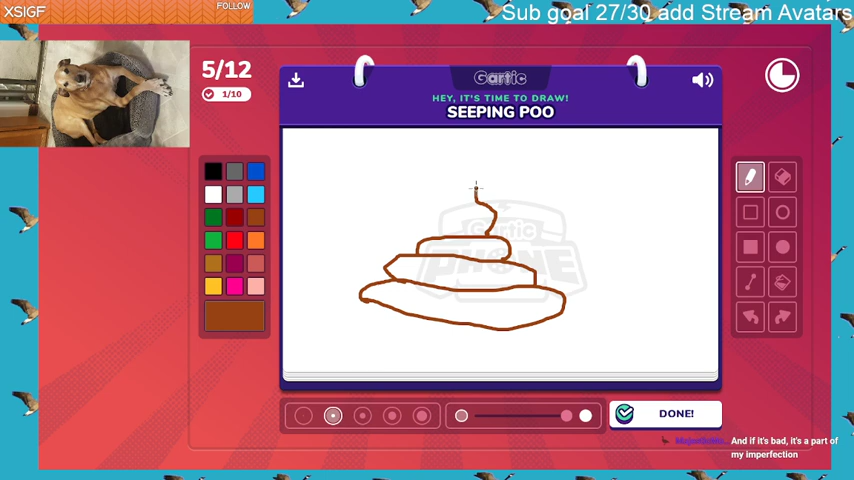 XSIGF
FOLLOW
Sub goal 27/30 add Stream Avatars
5/12
1/10
Gartic
HEY, IT'S TIME TO DRAW!
SEEPING POO
Gartic
PHONE
DONE!
And if it's bad, it's a part of
my imperfection